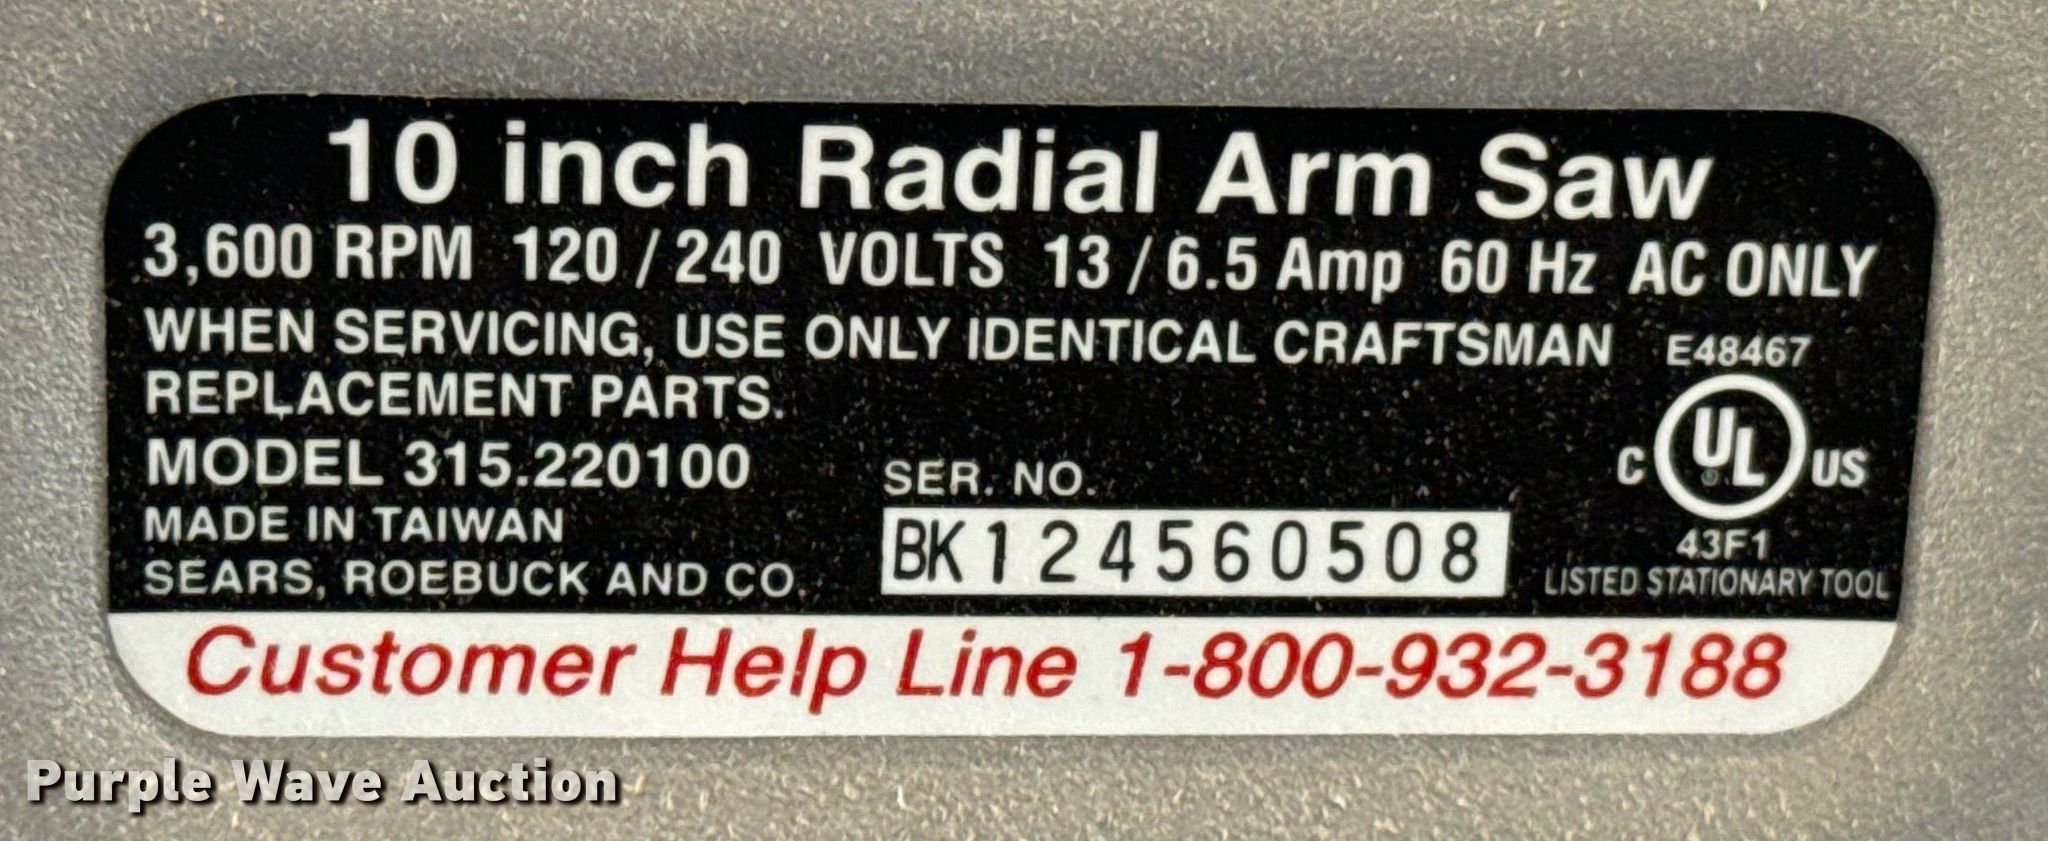 10 inch Radial Arm Saw
3,600 RPM 120 / 240 VOLTS 13 / 6.5 Amp 60 Hz AC ONLY
WHEN SERVICING, USE ONLY IDENTICAL CRAFTSMAN
REPLACEMENT PARTS.
MODEL 315.220100
MADE IN TAIWAN
SEARS, ROEBUCK AND CO.
SER. NO.
BK124560508
E48467
C UL ® US
43F1
LISTED STATIONARY TOOL
Customer Help Line 1-800-932-3188
Purple Wave Auction